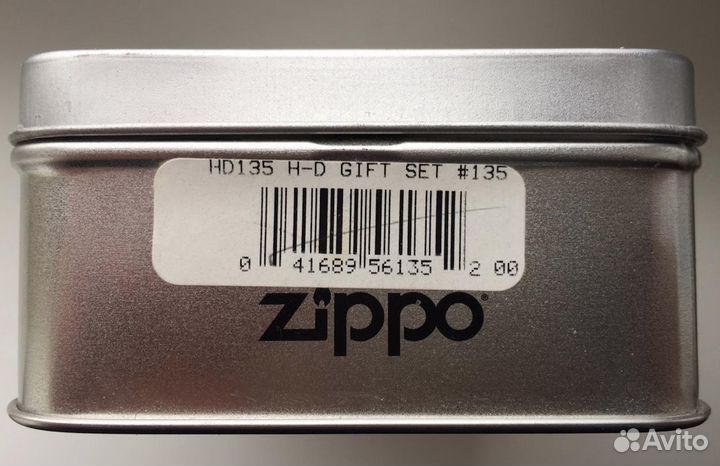 HD135 H-D GIFT SET #135
0 41689 56135 2 00
zippo®
Avito